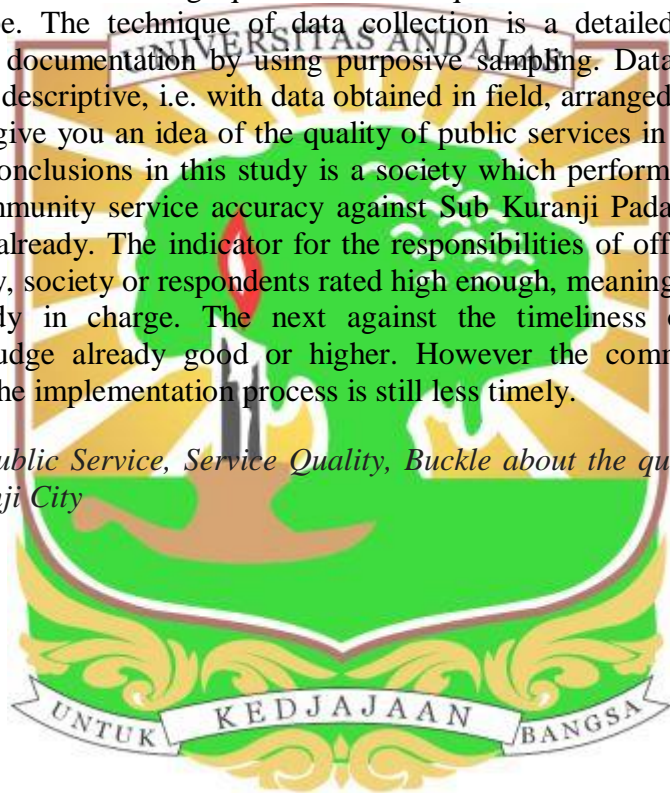 e. The technique of data collection is a detailed
UNIVERSITAS ANDALAS
documentation by using purposive sampling. Data
descriptive, i.e. with data obtained in field, arranged
give you an idea of the quality of public services in
onclusions in this study is a society which perform
mmunity service accuracy against Sub Kuranji Pada
already. The indicator for the responsibilities of off
y, society or respondents rated high enough, meaning
dy in charge. The next against the timeliness
udge already good or higher. However the comm
he implementation process is still less timely.
ublic Service, Service Quality, Buckle about the qu
nji City
UNTUK KEDJAJAAN BANGSA